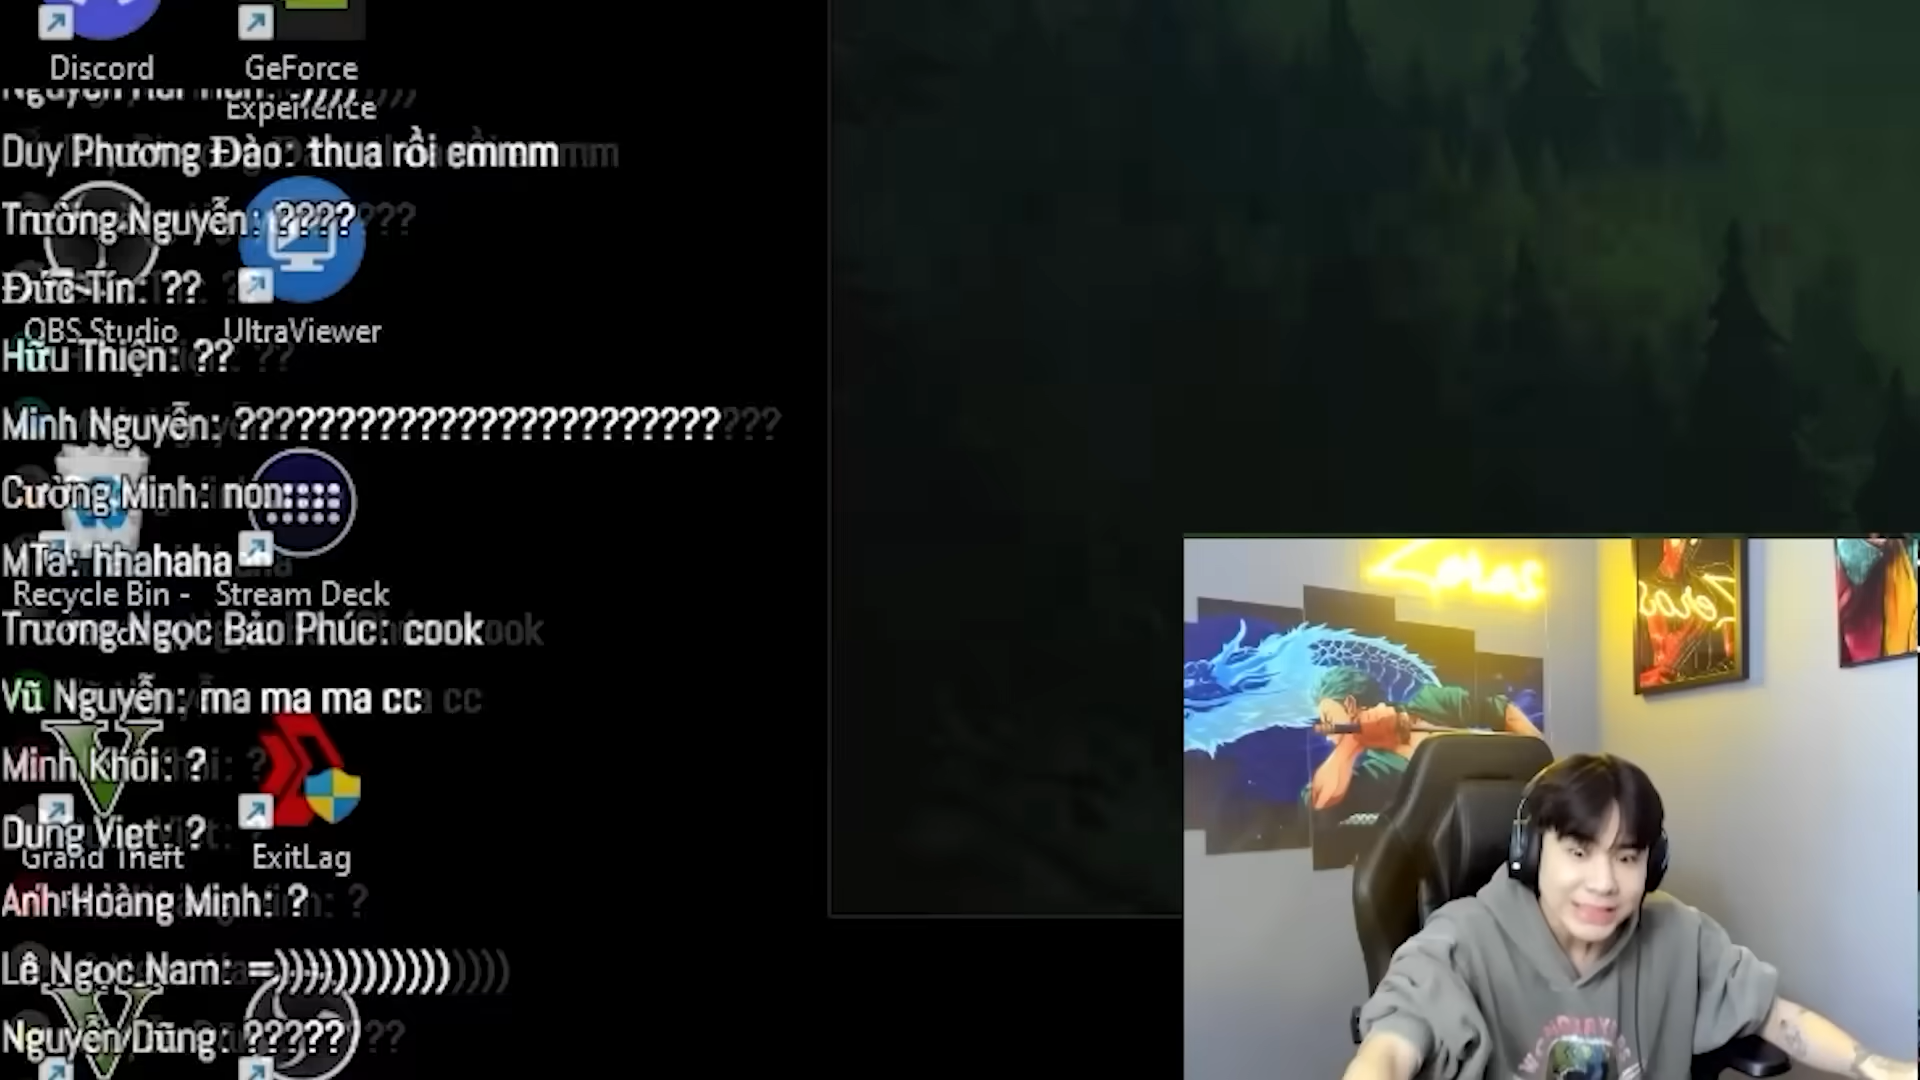 Discord
GeForce
Experience
Duy Phương Đào: thua rồi emmm
Trường Nguyễn: ????
Đức Tín: ??
OBS Studio
UltraViewer
Hữu Thiện: ??
Minh Nguyễn: ????????????????????????
Cường Minh: non
MTa: hhahaha
Recycle Bin -
Stream Deck
Trương Ngọc Bảo Phúc: cook
Vũ Nguyễn: ma ma ma cc
Minh Khôi: ?
Dung Viet: ?
Grand Theft
ExitLag
Anh Hoàng Minh: ?
Lê Ngọc Nam: =))))))))))))
Nguyễn Dũng: ?????